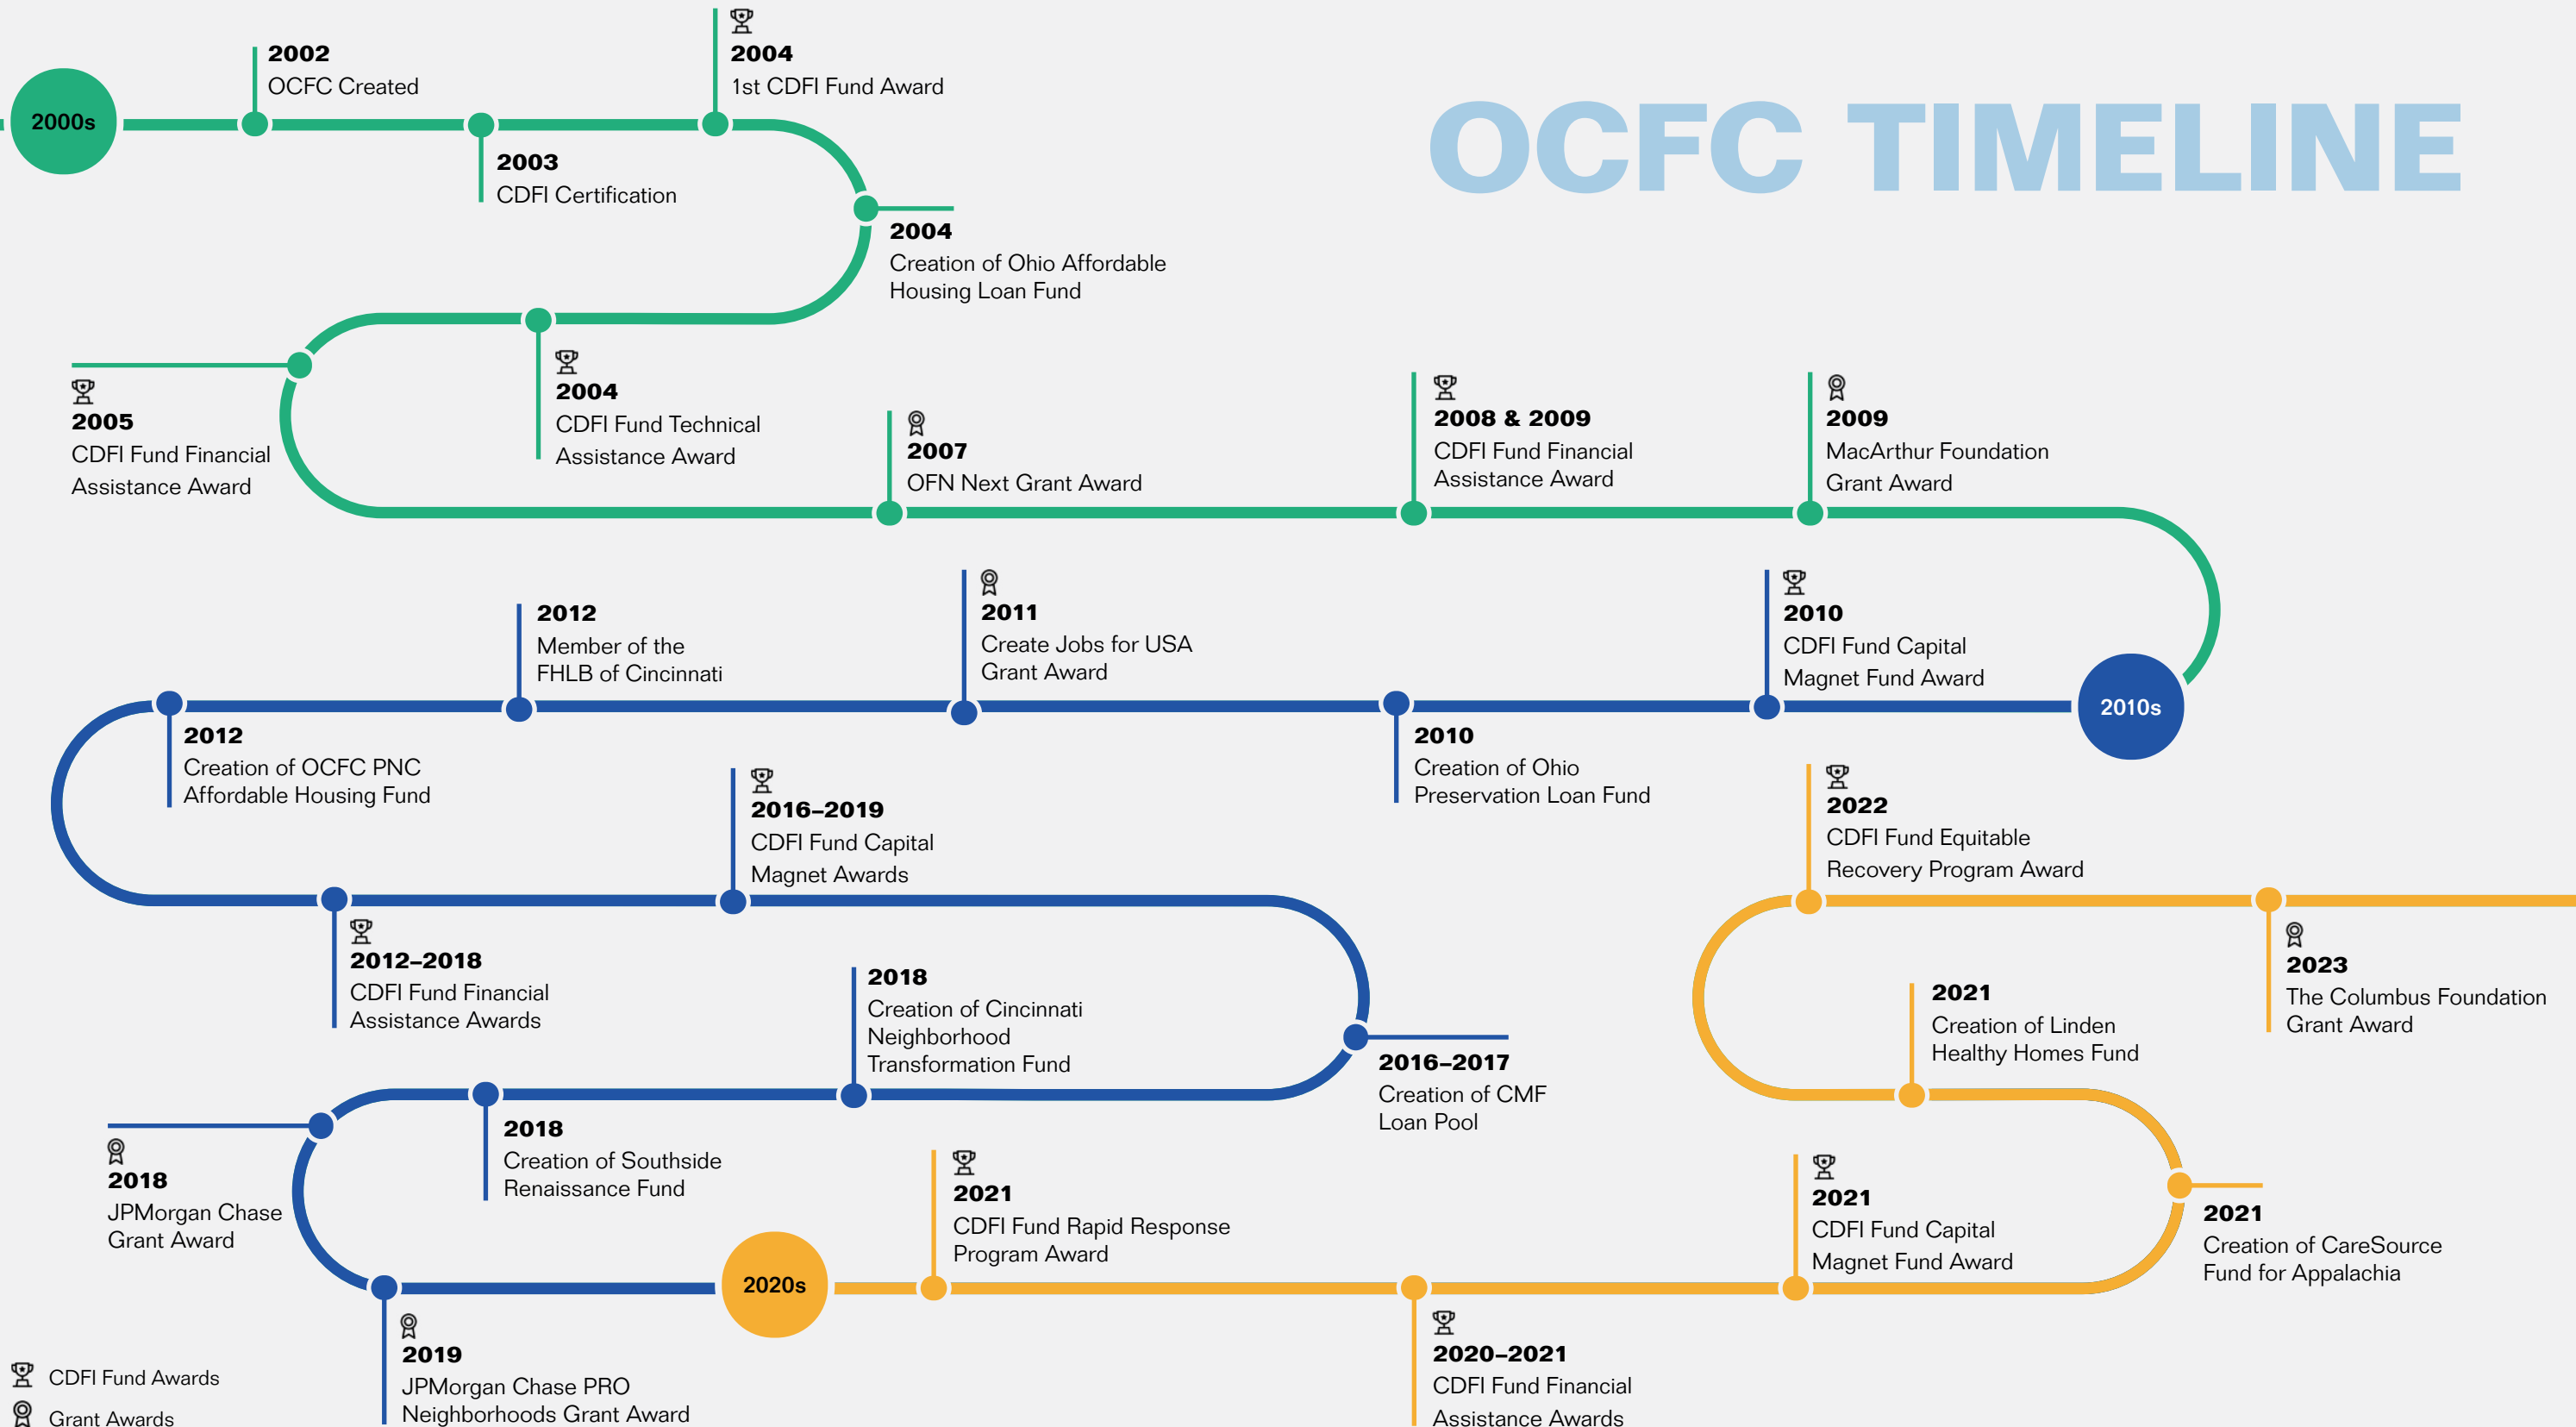 OCFC TIMELINE
2000s
2002
OCFC Created
2003
CDFI Certification
2004
1st CDFI Fund Award
2004
Creation of Ohio Affordable
Housing Loan Fund
2004
CDFI Fund Technical
Assistance Award
2005
CDFI Fund Financial
Assistance Award
2007
OFN Next Grant Award
2008 & 2009
CDFI Fund Financial
Assistance Award
2009
MacArthur Foundation
Grant Award
2010s
2010
CDFI Fund Capital
Magnet Fund Award
2010
Creation of Ohio
Preservation Loan Fund
2011
Create Jobs for USA
Grant Award
2012
Member of the
FHLB of Cincinnati
2012
Creation of OCFC PNC
Affordable Housing Fund
2012–2018
CDFI Fund Financial
Assistance Awards
2016–2019
CDFI Fund Capital
Magnet Awards
2016–2017
Creation of CMF
Loan Pool
2018
Creation of Cincinnati
Neighborhood
Transformation Fund
2018
Creation of Southside
Renaissance Fund
2018
JPMorgan Chase
Grant Award
2019
JPMorgan Chase PRO
Neighborhoods Grant Award
2020s
2021
CDFI Fund Rapid Response
Program Award
2020–2021
CDFI Fund Financial
Assistance Awards
2021
CDFI Fund Capital
Magnet Fund Award
2021
Creation of CareSource
Fund for Appalachia
2021
Creation of Linden
Healthy Homes Fund
2022
CDFI Fund Equitable
Recovery Program Award
2023
The Columbus Foundation
Grant Award
CDFI Fund Awards
Grant Awards